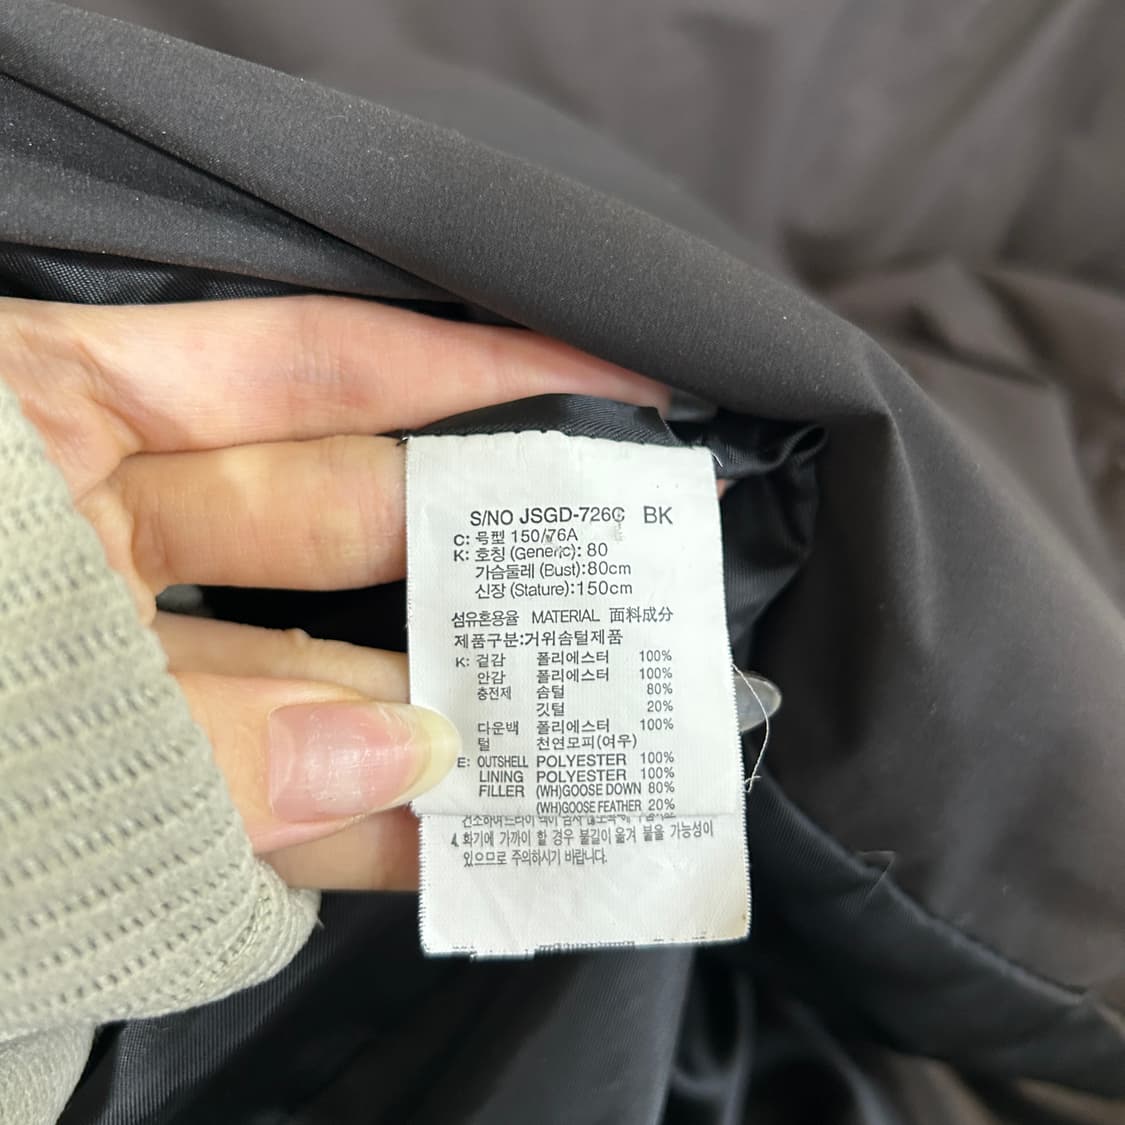 S/NO JSGD-726C BK
C: 号型 150/76A
K: 호칭 (Generic): 80
가슴둘레 (Bust):80cm
신장 (Stature):150cm
섬유혼용율 MATERIAL 面料成分
제품구분:거위솜털제품
K: 겉감 폴리에스터 100%
안감 폴리에스터 100%
충전제 솜털 80%
깃털 20%
다운백 폴리에스터 100%
털 천연모피(여우)
E: OUTSHELL POLYESTER 100%
LINING POLYESTER 100%
FILLER (WH)GOOSE DOWN 80%
(WH)GOOSE FEATHER 20%
4. 화기에 가까이 할 경우 불길이 옮겨 붙을 가능성이
있으므로 주의하시기 바랍니다.